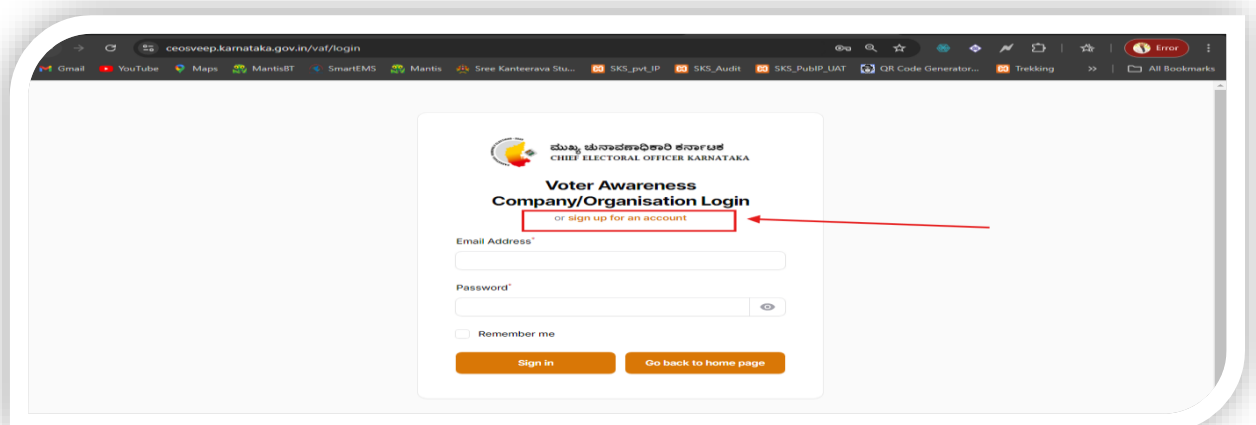 ceosveep.karnataka.gov.in/vaf/login
Error
Gmail YouTube Maps MantisBT SmartEMS Mantis Sree Kanteerava Stu... SKS_pvt_IP SKS_Audit SKS_PubIP_UAT QR Code Generator... Trekking >> All Bookmarks
ಮುಖ್ಯ ಚುನಾವಣಾಧಿಕಾರಿ ಕರ್ನಾಟಕ
CHIEF ELECTORAL OFFICER KARNATAKA
Voter Awareness
Company/Organisation Login
or sign up for an account
Email Address*
Password*
Remember me
Sign in Go back to home page